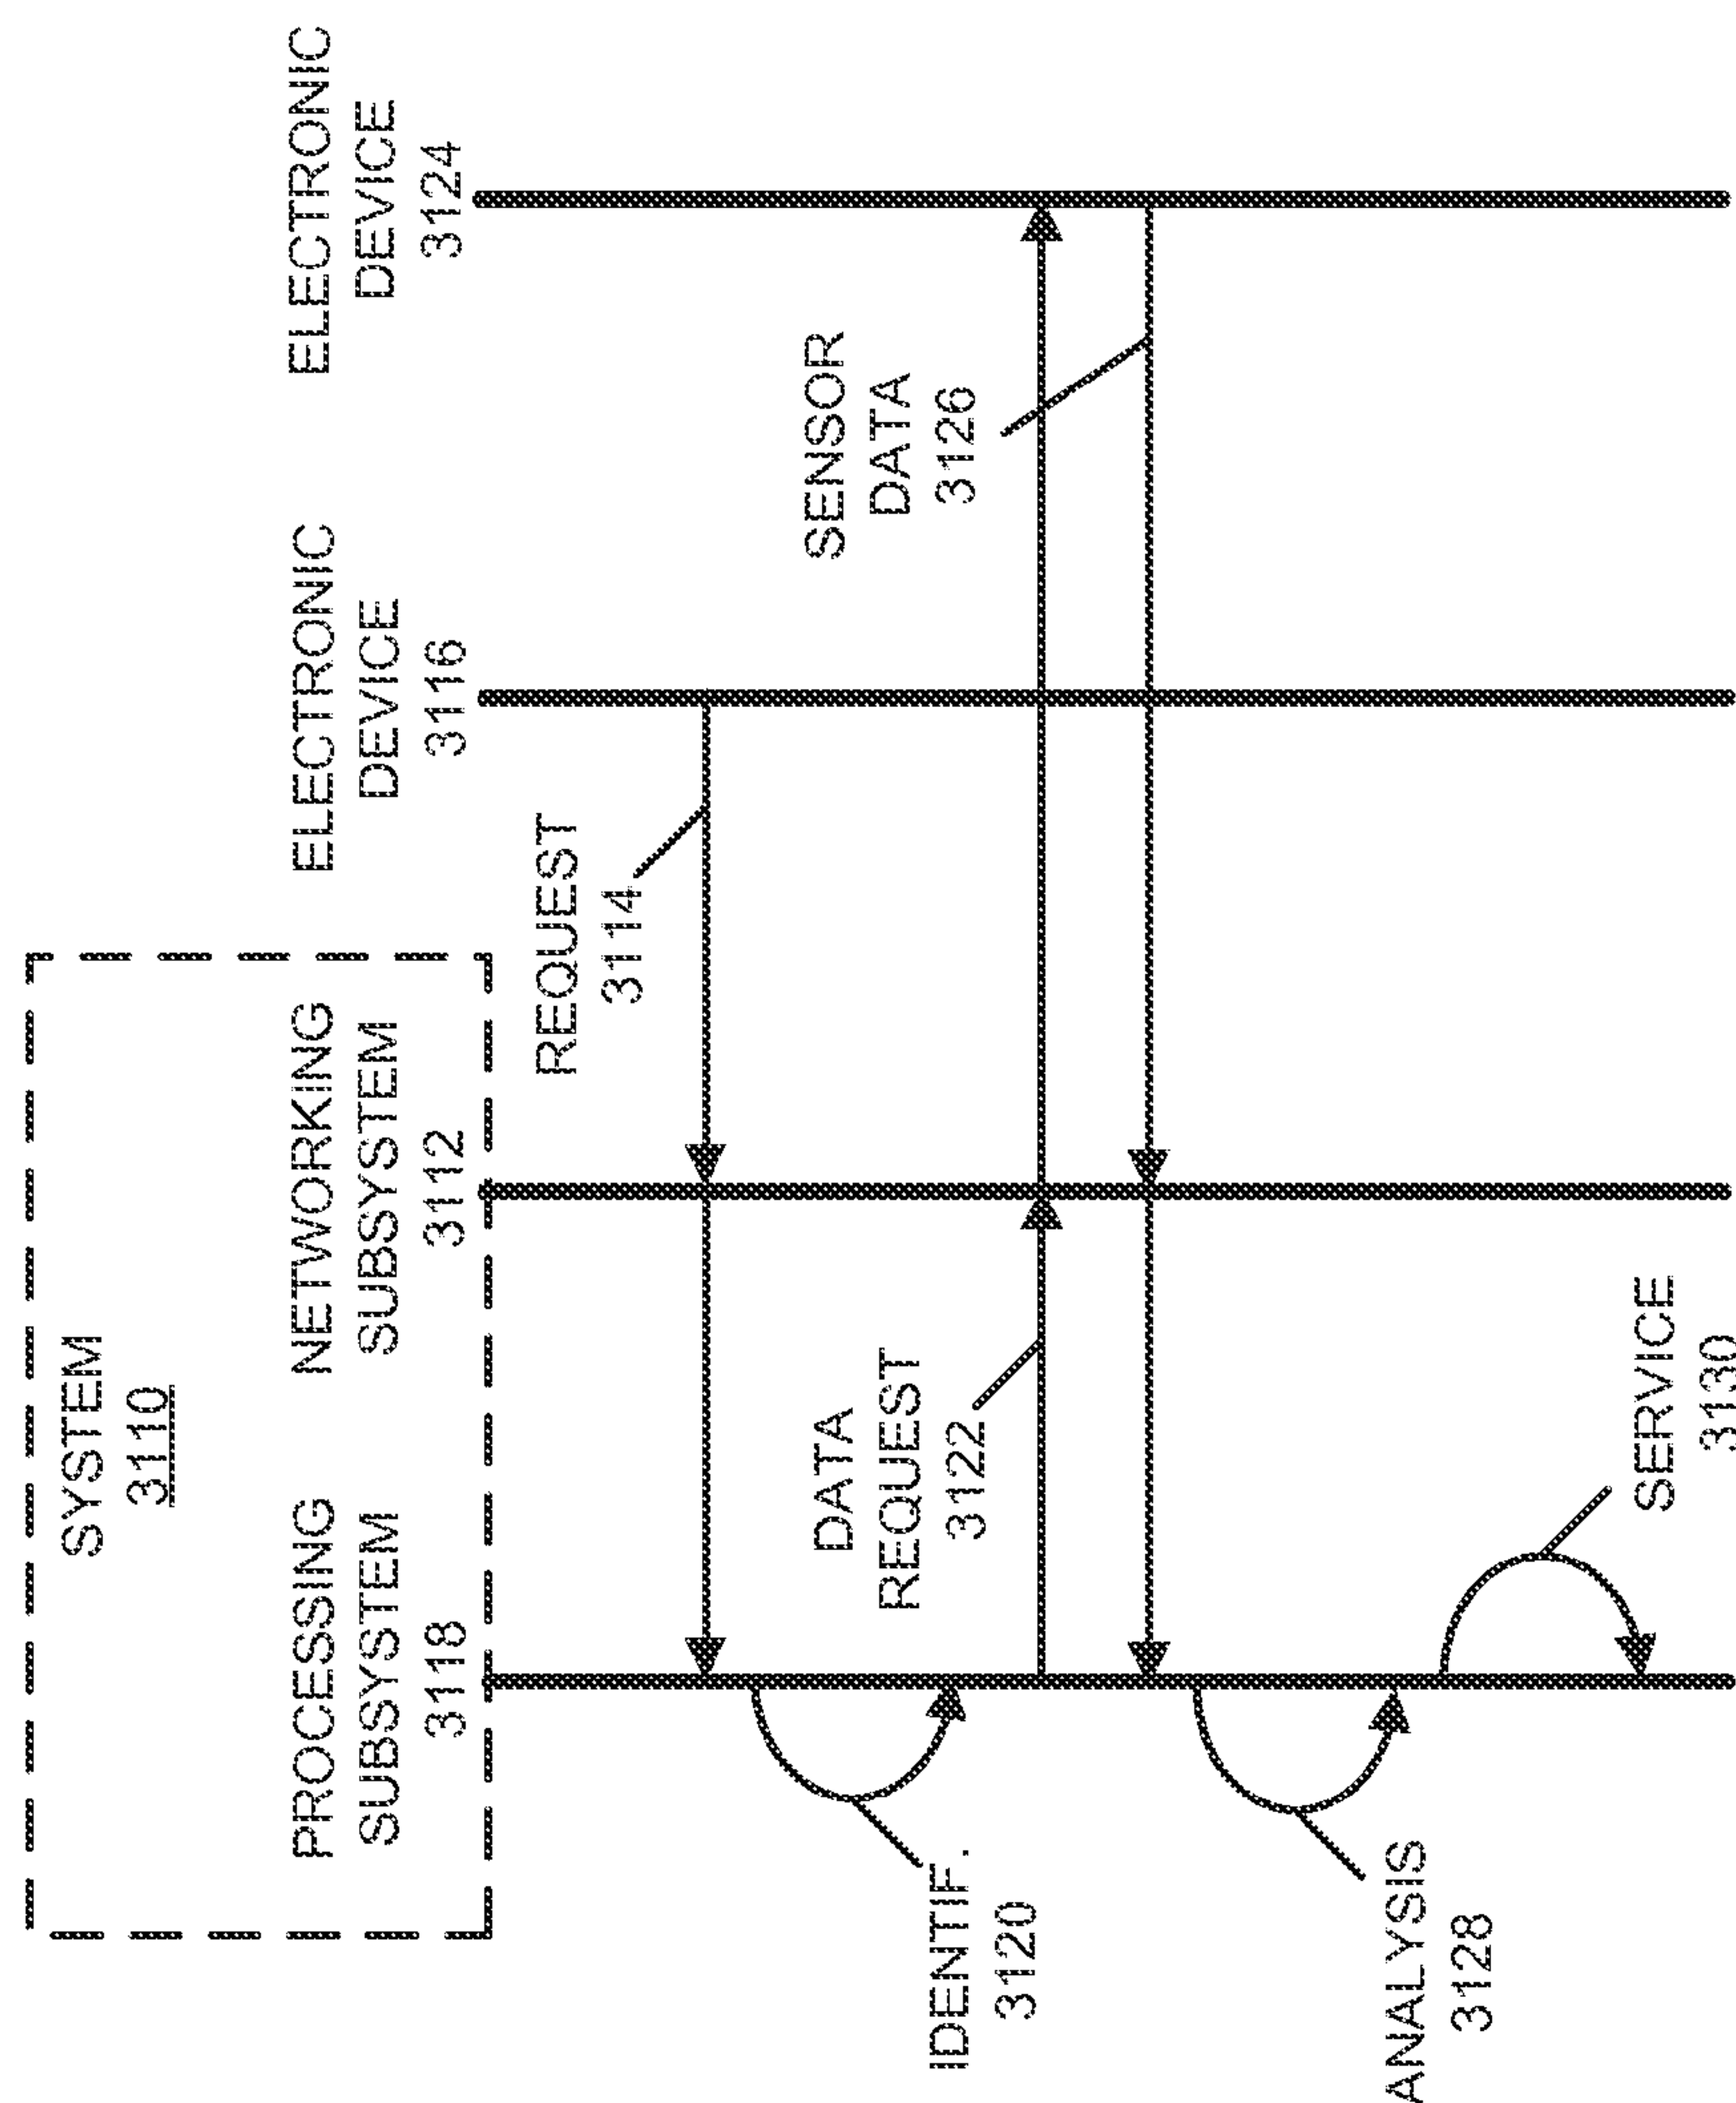 SYSTEM
3110
PROCESSING
SUBSYSTEM
3118
NETWORKING
SUBSYSTEM
3112
ELECTRONIC
DEVICE
3116
ELECTRONIC
DEVICE
3124
REQUEST
3114
IDENTIF.
3120
DATA
REQUEST
3122
SENSOR
DATA
3126
ANALYSIS
3128
SERVICE
3130